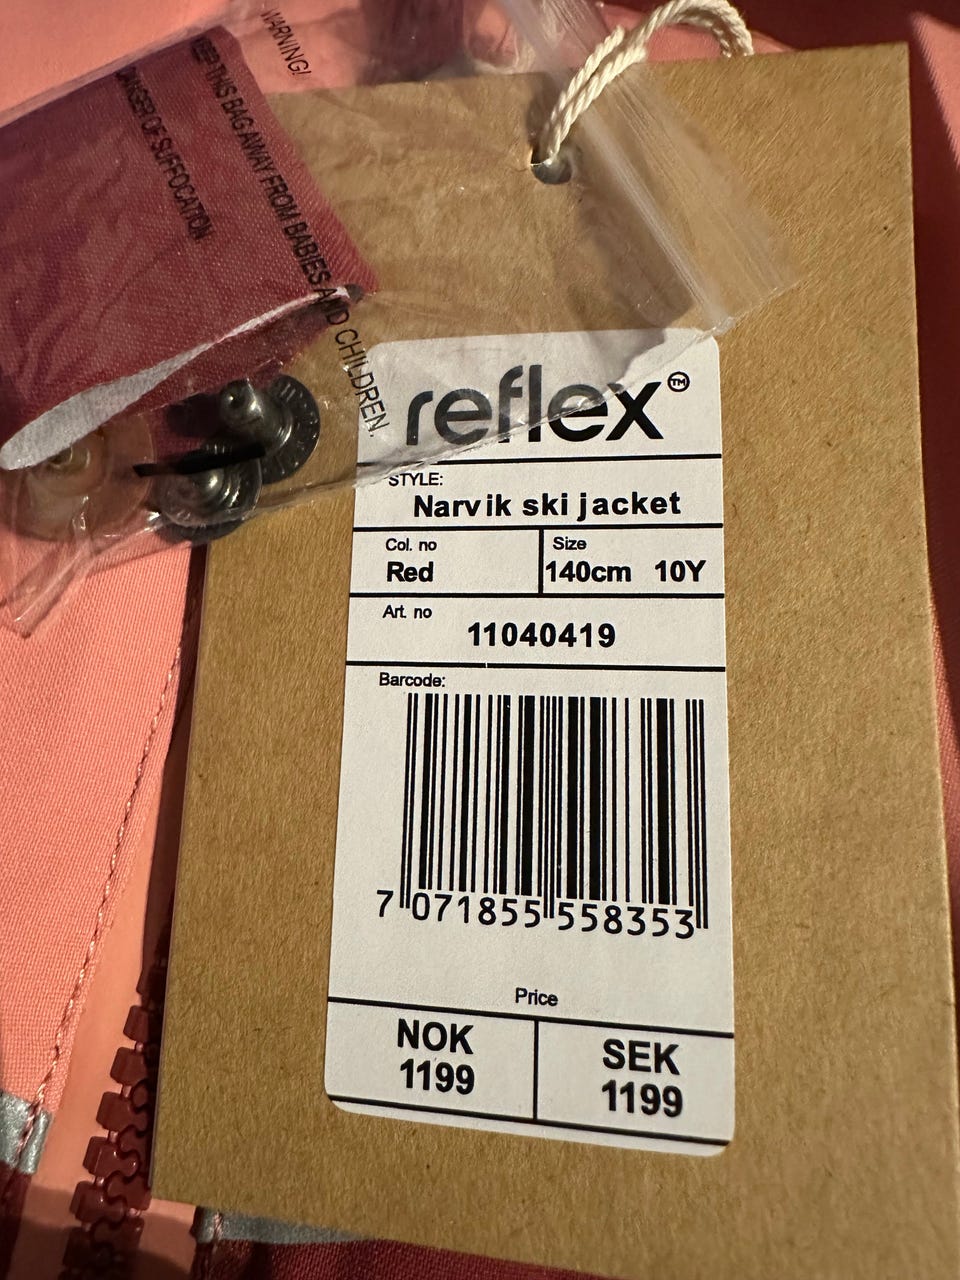 WARNING!
KEEP THIS BAG AWAY FROM BABIES AND CHILDREN.
DANGER OF SUFFOCATION
reflex™
STYLE:
Narvik ski jacket
Col. no Size
Red 140cm 10Y
Art. no
11040419
Barcode:
7 071855 558353
Price
NOK SEK
1199 1199